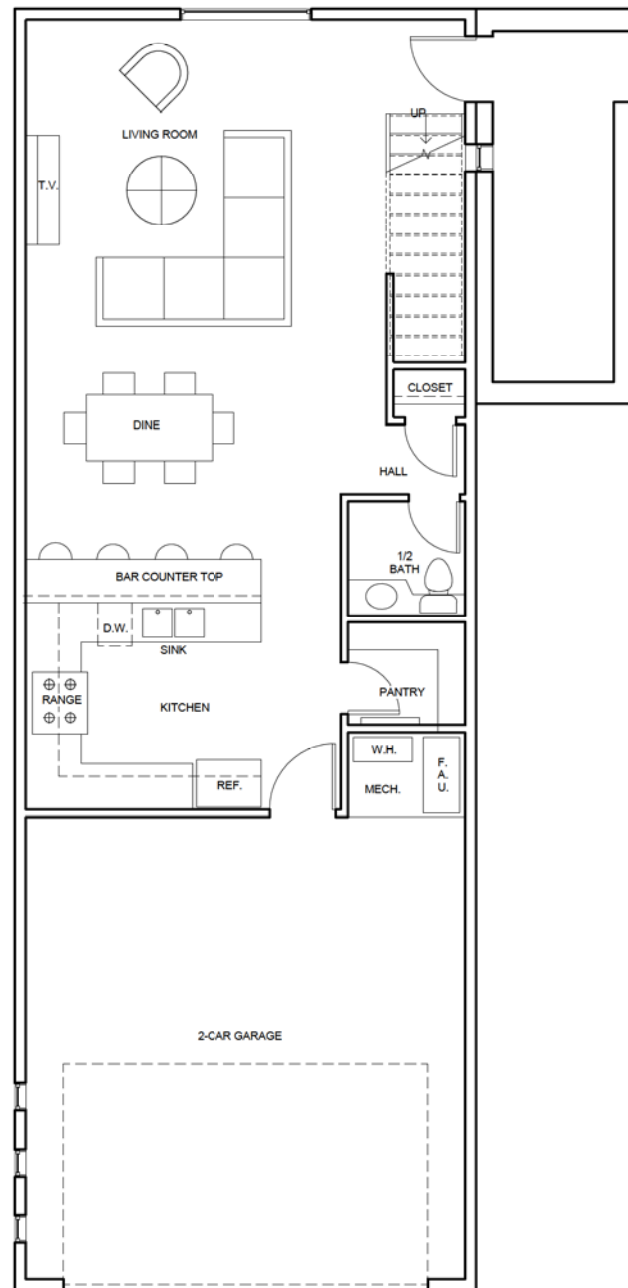 UP
LIVING ROOM
T.V.
CLOSET
DINE
HALL
1/2
BATH
BAR COUNTER TOP
D.W.
SINK
RANGE
KITCHEN
PANTRY
W.H.
F.
A.
U.
MECH.
REF.
2-CAR GARAGE